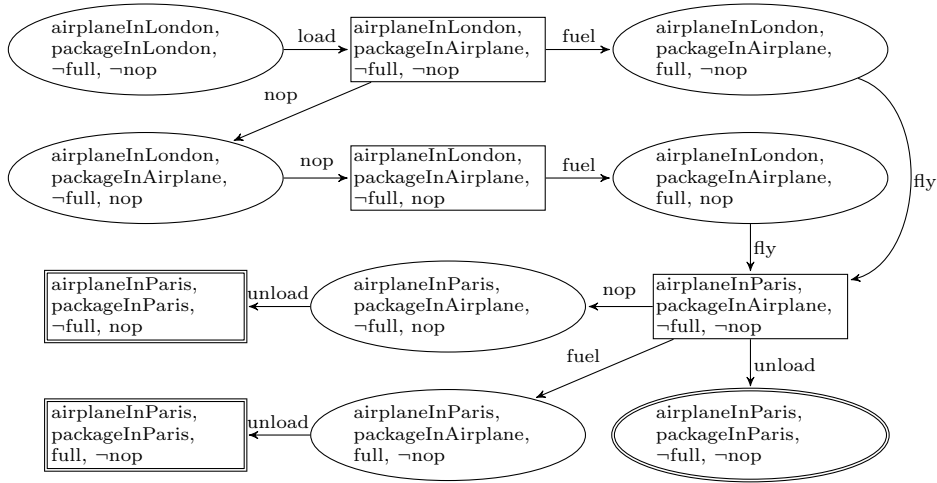 airplaneInLondon,
packageInLondon,
¬full, ¬nop
load
airplaneInLondon,
packageInAirplane,
¬full, ¬nop
fuel
airplaneInLondon,
packageInAirplane,
full, ¬nop
nop
fly
airplaneInLondon,
packageInAirplane,
¬full, nop
nop
airplaneInLondon,
packageInAirplane,
¬full, nop
fuel
airplaneInLondon,
packageInAirplane,
full, nop
fly
airplaneInParis,
packageInParis,
¬full, nop
unload
airplaneInParis,
packageInAirplane,
¬full, nop
nop
airplaneInParis,
packageInAirplane,
¬full, ¬nop
fuel
unload
airplaneInParis,
packageInParis,
full, ¬nop
unload
airplaneInParis,
packageInAirplane,
full, ¬nop
airplaneInParis,
packageInParis,
¬full, ¬nop